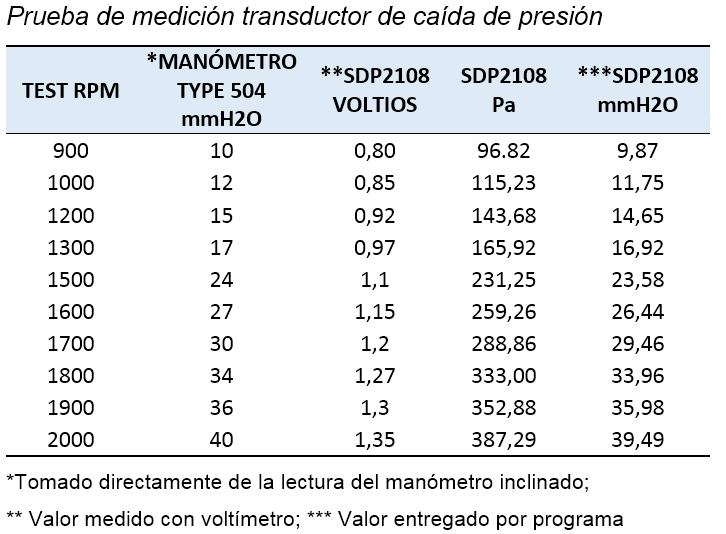 Prueba de medición transductor de caída de presión
TEST RPM *MANÓMETRO TYPE 504 mmH2O **SDP2108 VOLTIOS SDP2108 Pa ***SDP2108 mmH2O
900 10 0,80 96.82 9,87
1000 12 0,85 115,23 11,75
1200 15 0,92 143,68 14,65
1300 17 0,97 165,92 16,92
1500 24 1,1 231,25 23,58
1600 27 1,15 259,26 26,44
1700 30 1,2 288,86 29,46
1800 34 1,27 333,00 33,96
1900 36 1,3 352,88 35,98
2000 40 1,35 387,29 39,49
*Tomado directamente de la lectura del manómetro inclinado;
** Valor medido con voltímetro; *** Valor entregado por programa